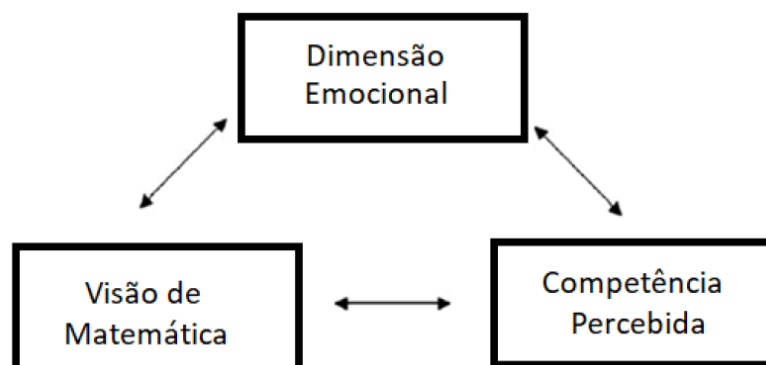 Dimensão
Emocional
Visão de
Matemática
Competência
Percebida